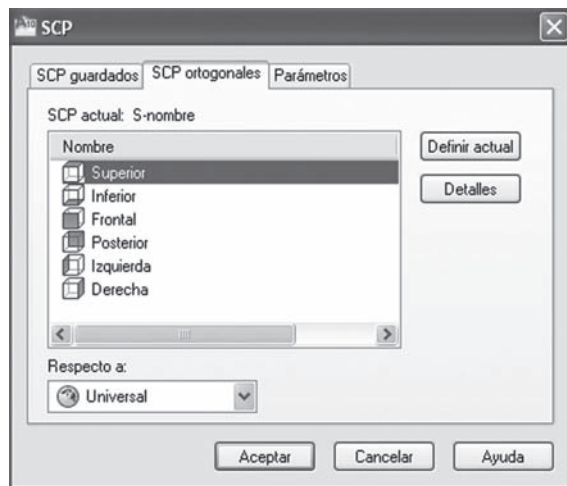 SCP
SCP guardados SCP ortogonales Parámetros
SCP actual: S-nombre
Nombre
Superior
Inferior
Frontal
Posterior
Izquierda
Derecha
Definir actual
Detalles
Respecto a:
Universal
Aceptar Cancelar Ayuda